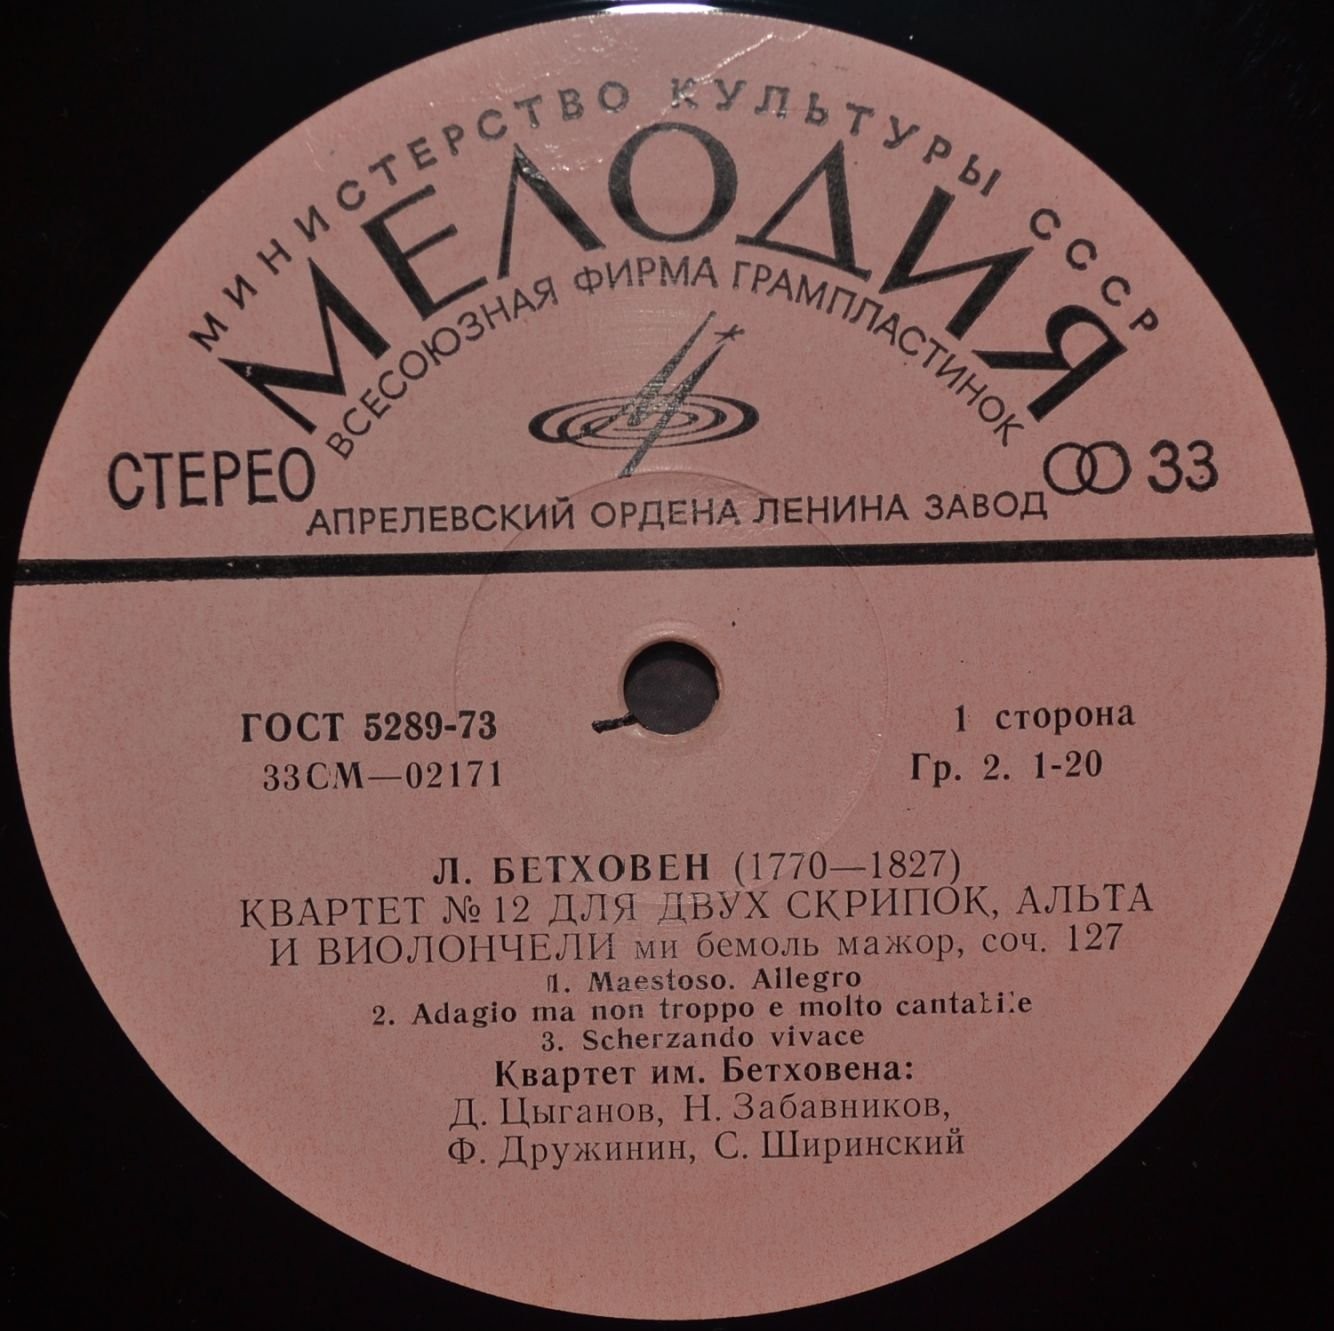 МИНИСТЕРСТВО КУЛЬТУРЫ СССР
МЕЛОДИЯ
ВСЕСОЮЗНАЯ ФИРМА ГРАМПЛАСТИНОК
СТЕРЕО
33
АПРЕЛЕВСКИЙ ОРДЕНА ЛЕНИНА ЗАВОД
ГОСТ 5289-73
1 сторона
33СМ—02171
Гр. 2. 1-20
Л. БЕТХОВЕН (1770—1827)
КВАРТЕТ № 12 ДЛЯ ДВУХ СКРИПОК, АЛЬТА
И ВИОЛОНЧЕЛИ ми бемоль мажор, соч. 127
1. Maestoso. Allegro
2. Adagio ma non troppo e molto cantabile
3. Scherzando vivace
Квартет им. Бетховена:
Д. Цыганов, Н. Забавников,
Ф. Дружинин, С. Ширинский